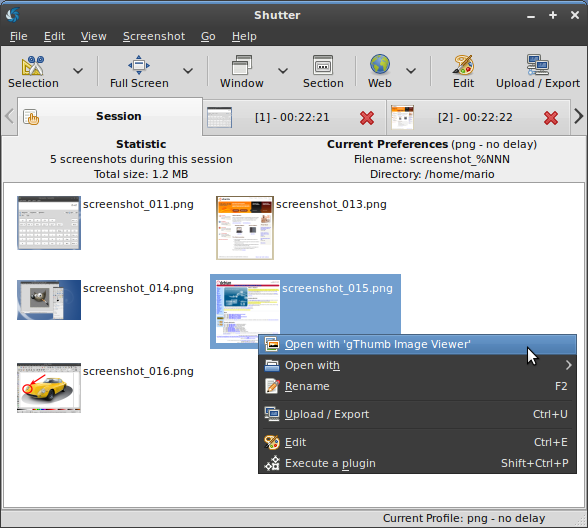 Shutter
File Edit View Screenshot Go Help
Selection Full Screen Window Section Web Edit Upload / Export
Session [1] - 00:22:21 [2] - 00:22:22
Statistic
5 screenshots during this session
Total size: 1.2 MB
Current Preferences (png - no delay)
Filename: screenshot_%NNN
Directory: /home/mario
screenshot_011.png screenshot_013.png
screenshot_014.png screenshot_015.png
screenshot_016.png
Open with 'gThumb Image Viewer'
Open with
Rename F2
Upload / Export Ctrl+U
Edit Ctrl+E
Execute a plugin Shift+Ctrl+P
Current Profile: png - no delay